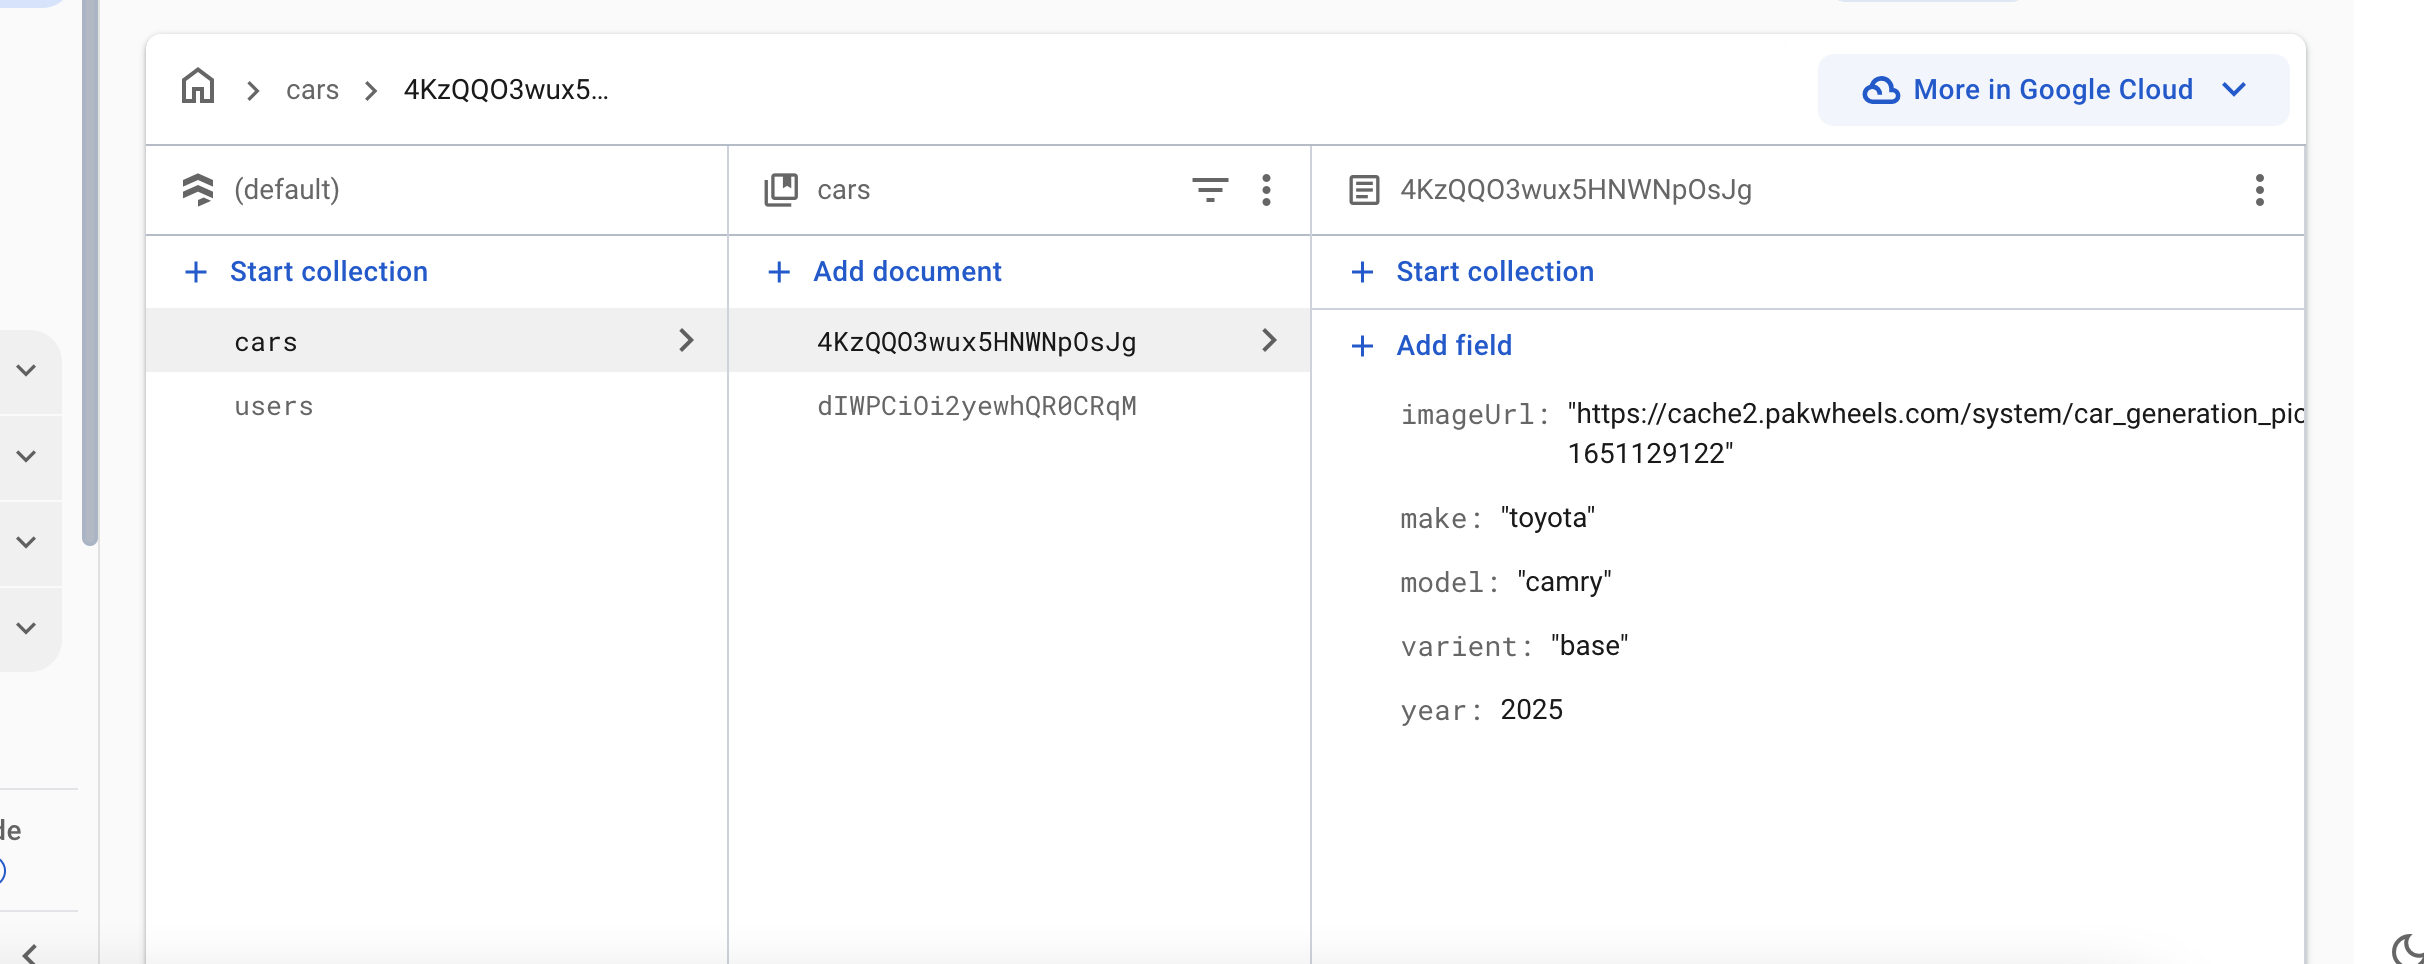 cars
4KzQQO3wux5...
More in Google Cloud
(default)
cars
4KzQQO3wux5HNWNpOsJg
Start collection
Add document
Start collection
cars
4KzQQO3wux5HNWNpOsJg
Add field
users
dIWPCiOi2yewhQR0CRqM
imageUrl: "https://cache2.pakwheels.com/system/car_generation_pic
1651129122"
make: "toyota"
model: "camry"
varient: "base"
year: 2025
de